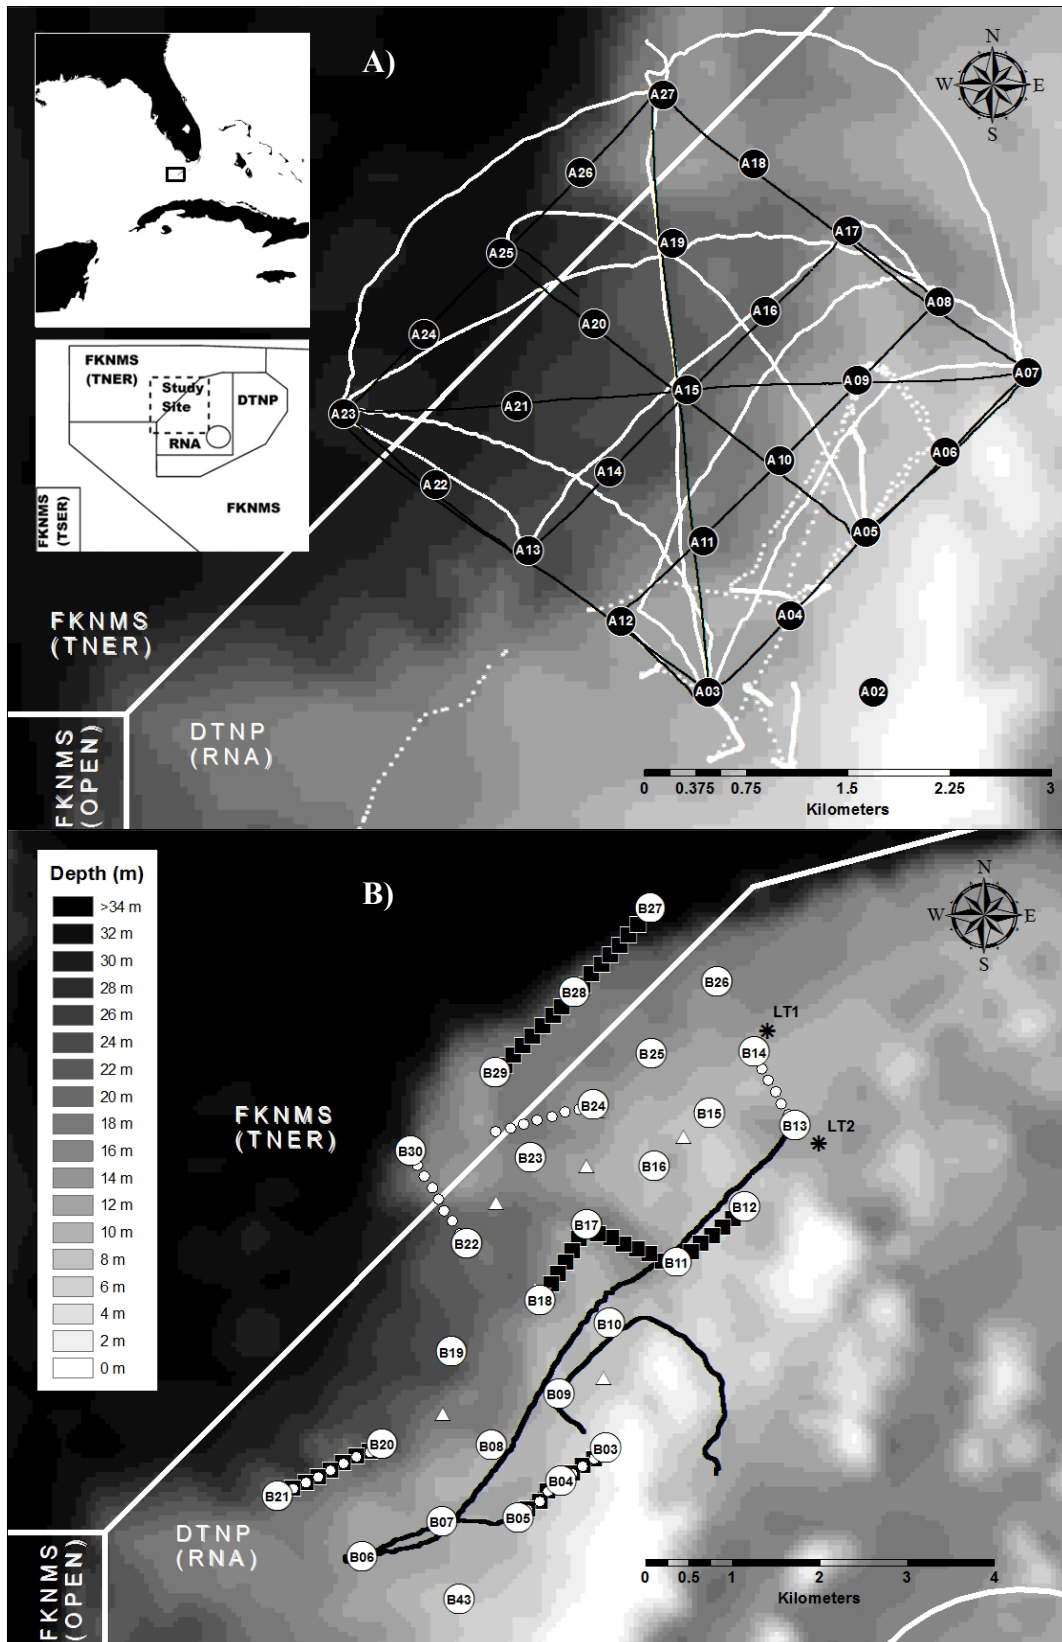 A)
N
W
E
S
FKNMS
(TNER)
Study
Site
DTNP
RNA
FKNMS
(TSER)
FKNMS
A27
A26
A18
A17
A19
A25
A08
A16
A20
A24
A07
A09
A15
A21
A23
A06
A10
A14
A22
A05
A11
A13
A04
A12
A03
A02
FKNMS
(TNER)
DTNP
(RNA)
FKNMS
(OPEN)
0 0.375 0.75 1.5 2.25 3
Kilometers
B)
Depth (m)
>34 m
32 m
30 m
28 m
26 m
24 m
22 m
20 m
18 m
16 m
14 m
12 m
10 m
8 m
6 m
4 m
2 m
0 m
N
W
E
S
B27
B26
B28
LT1
B14
B25
B29
B24
B15
B13
LT2
FKNMS
(TNER)
B30
B23
B16
B12
B17
B22
B11
B18
B10
B19
B09
B20
B08
B03
B04
B21
B05
B07
B06
B43
DTNP
(RNA)
FKNMS
(OPEN)
0 0.5 1 2 3 4
Kilometers